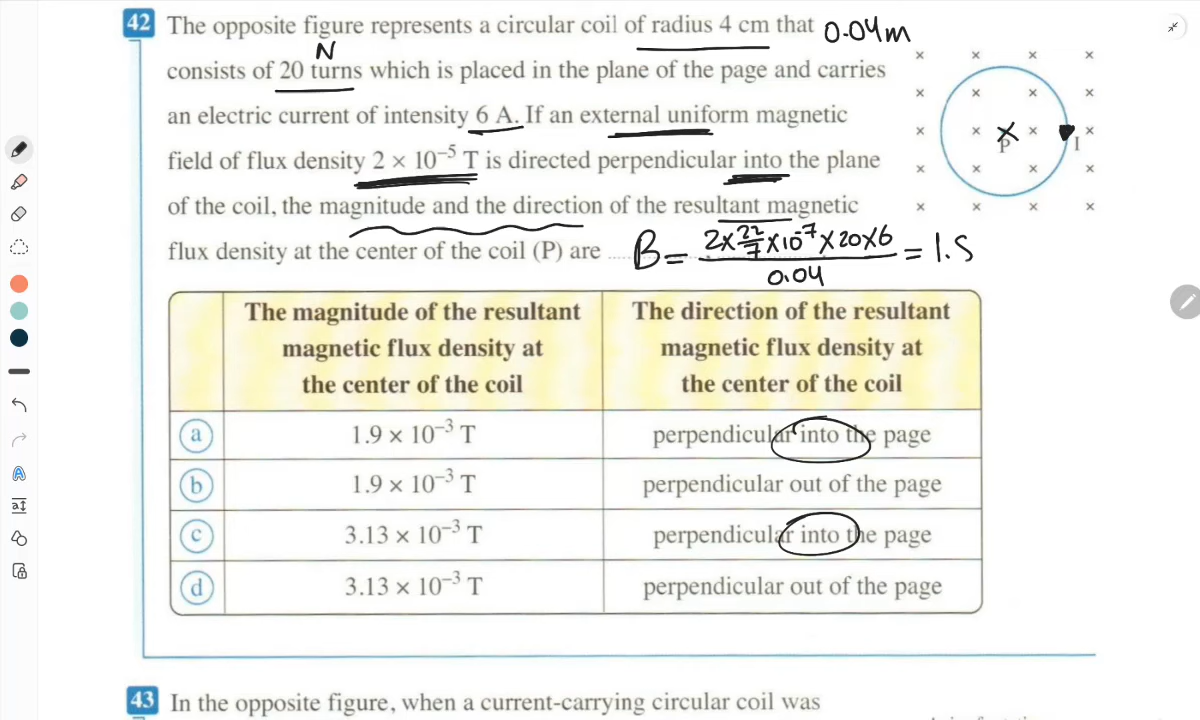 42 The opposite figure represents a circular coil of radius 4 cm that 0.04m
N
consists of 20 turns which is placed in the plane of the page and carries
an electric current of intensity 6 A. If an external uniform magnetic
field of flux density 2 × 10⁻⁵ T is directed perpendicular into the plane
of the coil, the magnitude and the direction of the resultant magnetic
flux density at the center of the coil (P) are ....
B = 2×22/7×10⁻⁷×20×6 / 0.04 = 1.5
P
I
The magnitude of the resultant
magnetic flux density at
the center of the coil
The direction of the resultant
magnetic flux density at
the center of the coil
a 1.9 × 10⁻³ T perpendicular into the page
b 1.9 × 10⁻³ T perpendicular out of the page
c 3.13 × 10⁻³ T perpendicular into the page
d 3.13 × 10⁻³ T perpendicular out of the page
43 In the opposite figure, when a current-carrying circular coil was